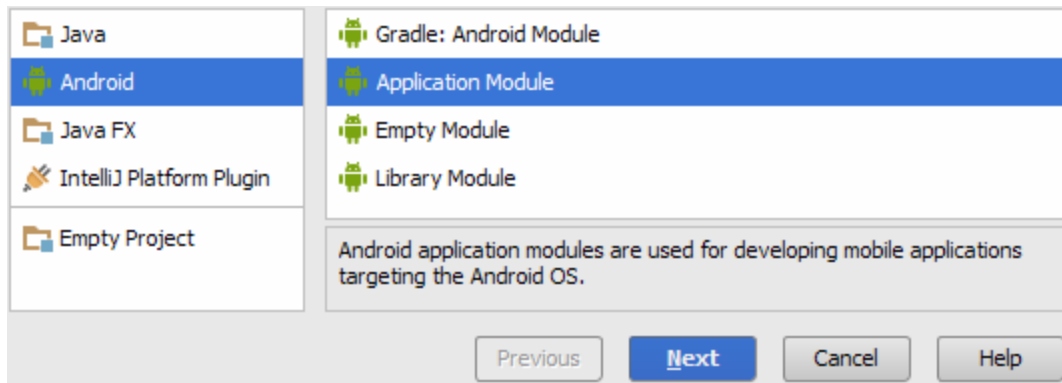 Java
Android
Java FX
IntelliJ Platform Plugin
Empty Project
Gradle: Android Module
Application Module
Empty Module
Library Module
Android application modules are used for developing mobile applications
targeting the Android OS.
Previous
Next
Cancel
Help